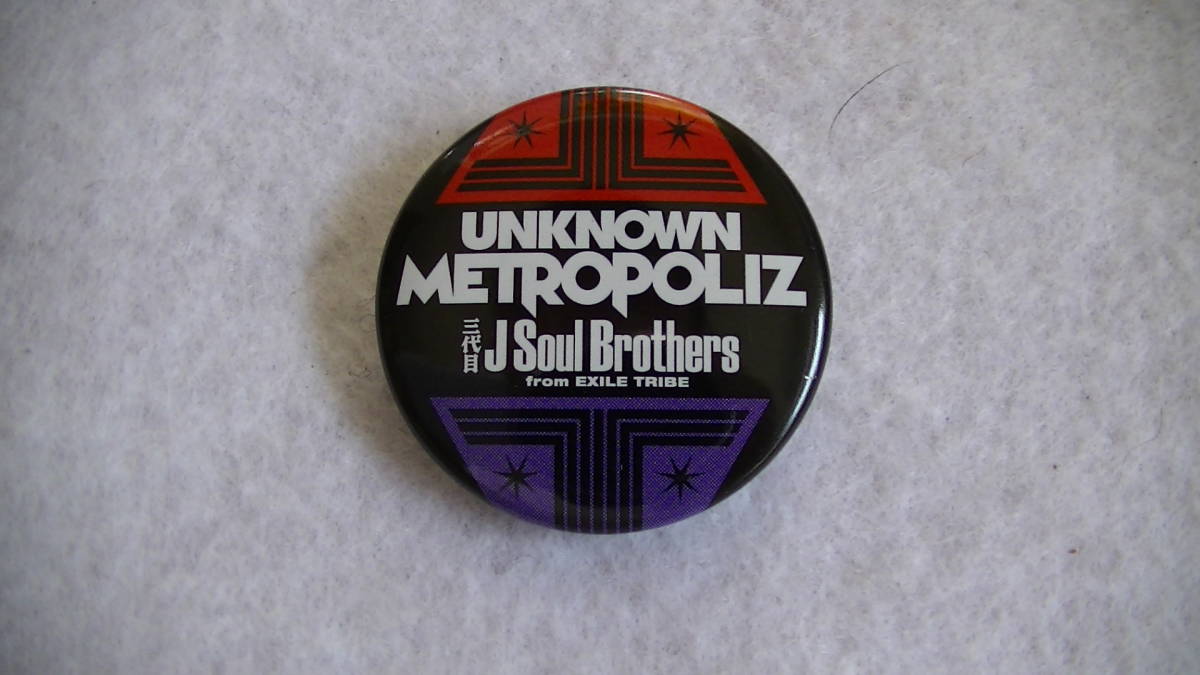 UNKNOWN
METROPOLIZ
三代目 J Soul Brothers
from EXILE TRIBE